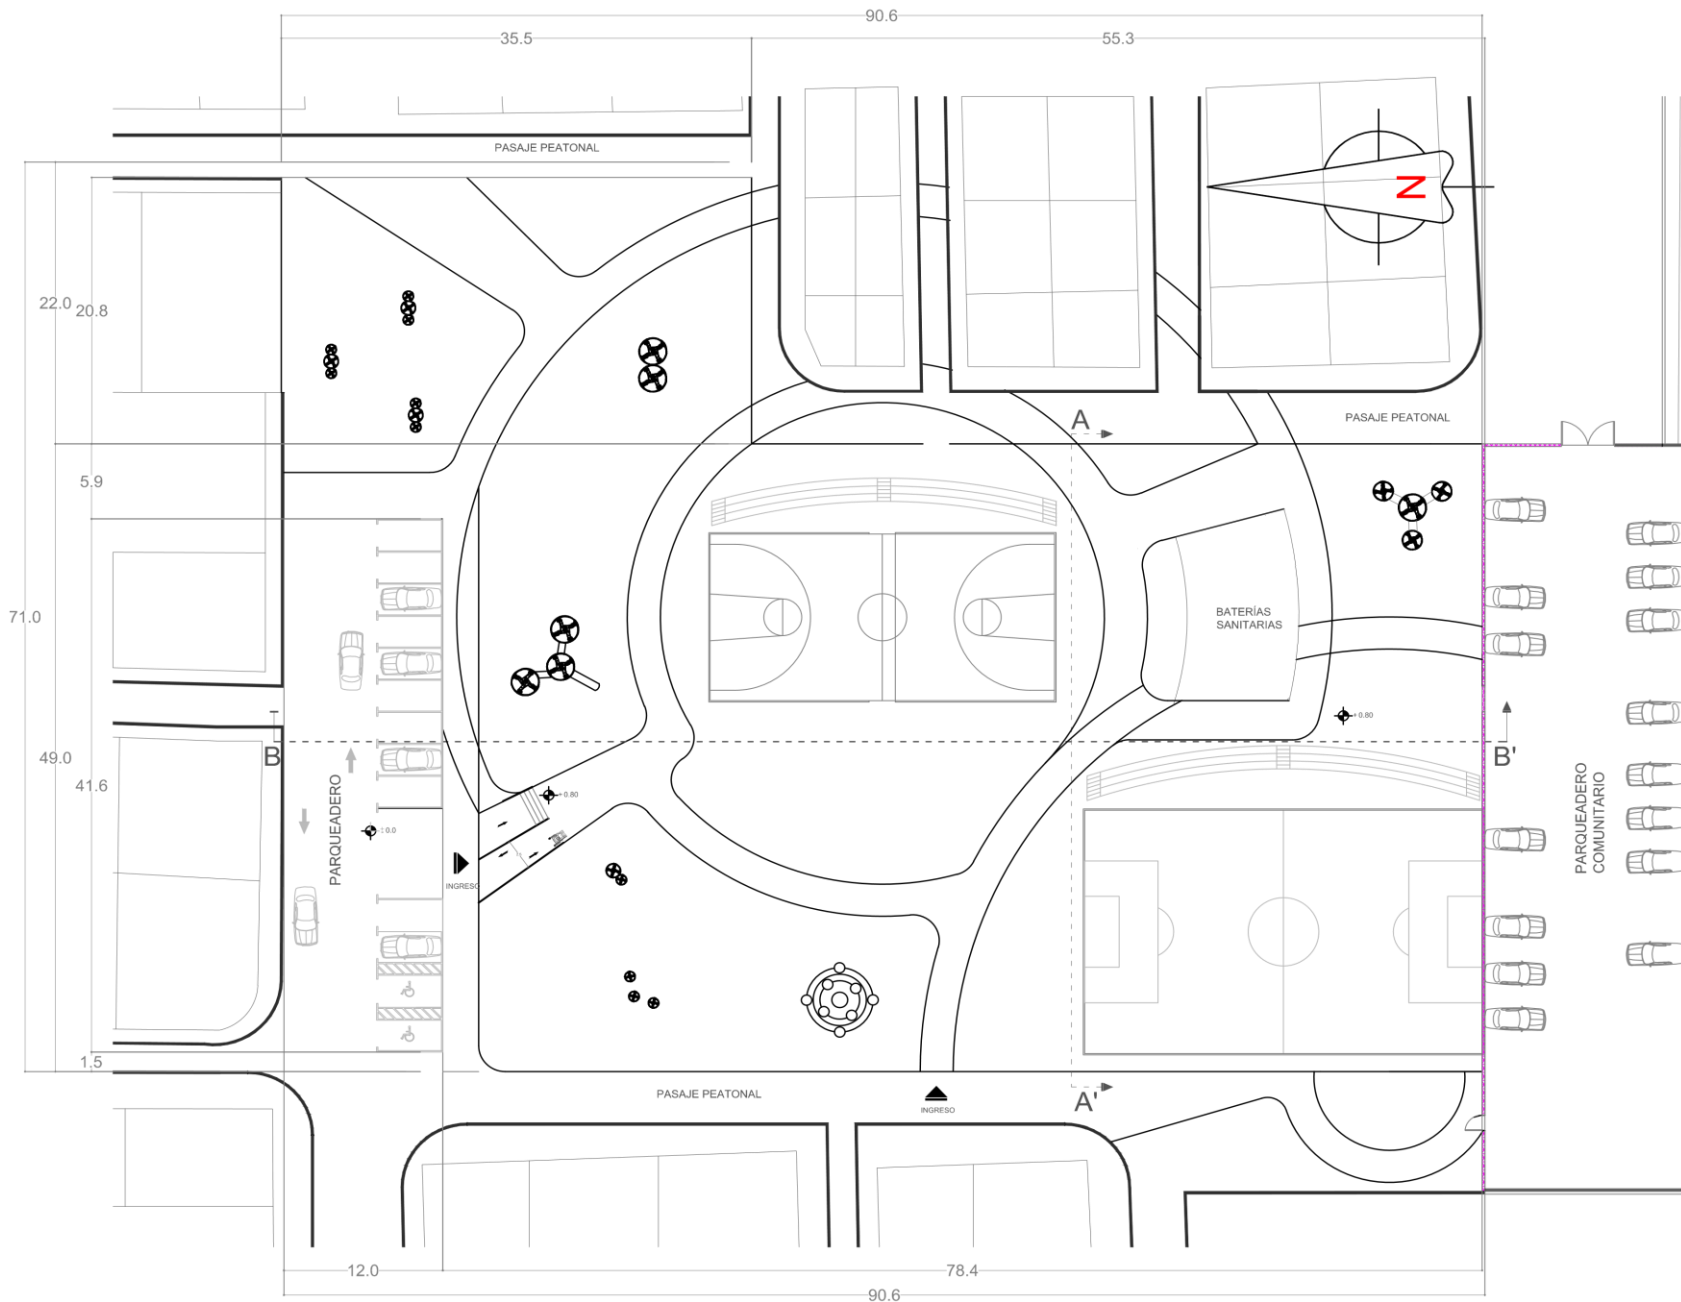 90.6
35.5
55.3
PASAJE PEATONAL
N
22.0
20.8
PASAJE PEATONAL
A
5.9
71.0
BATERÍAS
SANITARIAS
+ 0.80
B
B'
49.0
41.6
PARQUEADERO
+ 0.80
PARQUEADERO
COMUNITARIO
INGRESO
1.5
PASAJE PEATONAL
A'
INGRESO
12.0
78.4
90.6